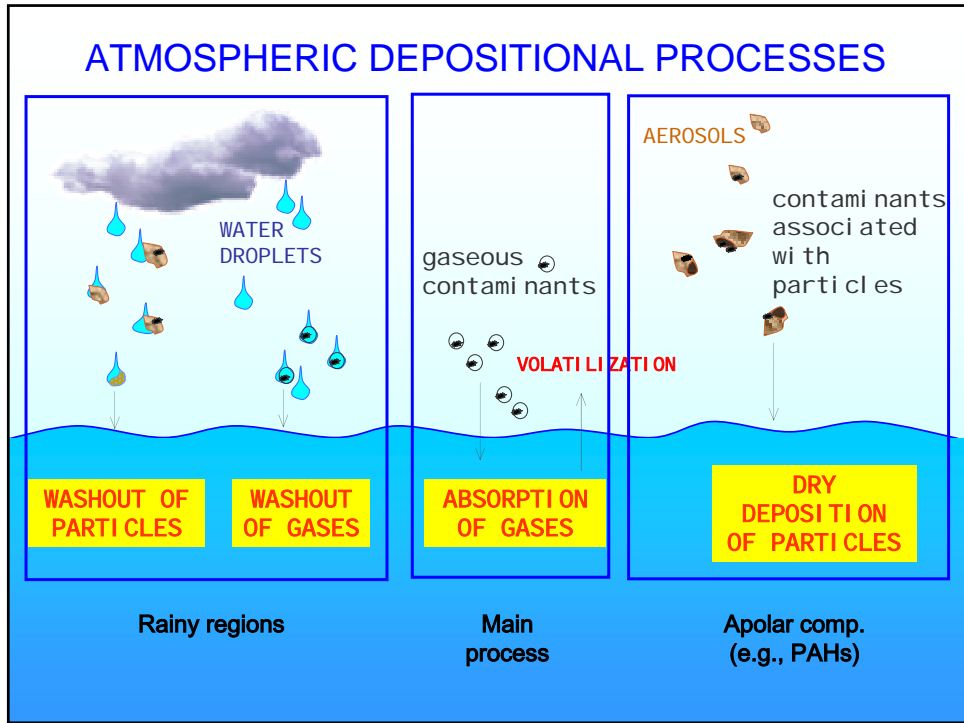 ATMOSPHERIC DEPOSITIONAL PROCESSES
WATER
DROPLETS
WASHOUT OF
PARTICLES
WASHOUT
OF GASES
Rainy regions
gaseous
contaminants
VOLATILIZATION
ABSORPTION
OF GASES
Main
process
AEROSOLS
contaminants
associated
with
particles
DRY
DEPOSITION
OF PARTICLES
Apolar comp.
(e.g., PAHs)